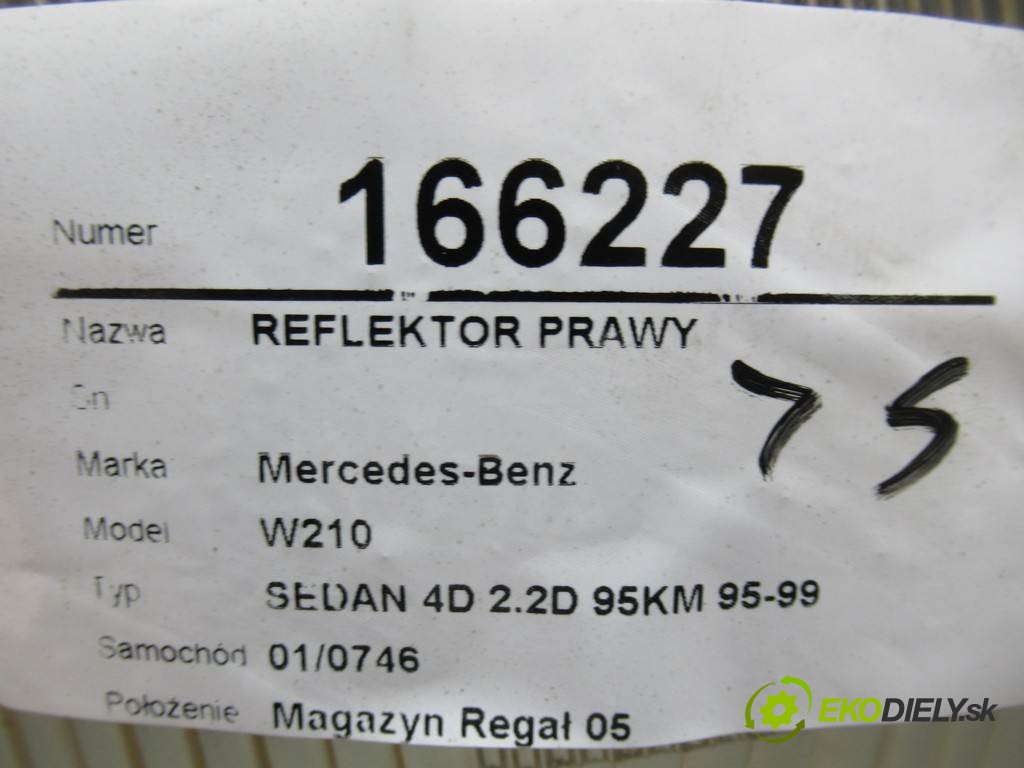 Numer 166227
Nazwa REFLEKTOR PRAWY
Sn
75
Marka Mercedes-Benz
Model W210
Typ SEDAN 4D 2.2D 95KM 95-99
Samochód 01/0746
Położenie Magazyn Regał 05
EKODIELY.sk